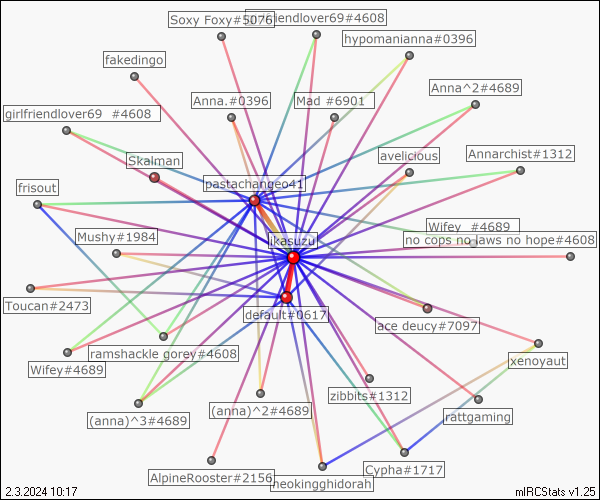 Soxy Foxy#5076
girlfriendlover69#4608
hypomanianna#0396
fakedingo
Anna^2#4689
Anna.#0396
Mad #6901
girlfriendlover69 #4608
avelicious
Annarchist#1312
Skalman
pastachangeo41
frisout
Wifey #4689
Mushy#1984
ikasuzu
no cops no laws no hope#4608
Toucan#2473
default#0617
ace deucy#7097
ramshackle gorey#4608
xenoyaut
Wifey#4689
zibbits#1312
(anna)^3#4689
(anna)^2#4689
rattgaming
AlpineRooster#2156
neokingghidorah
Cypha#1717
2.3.2024 10:17
mIRCStats v1.25